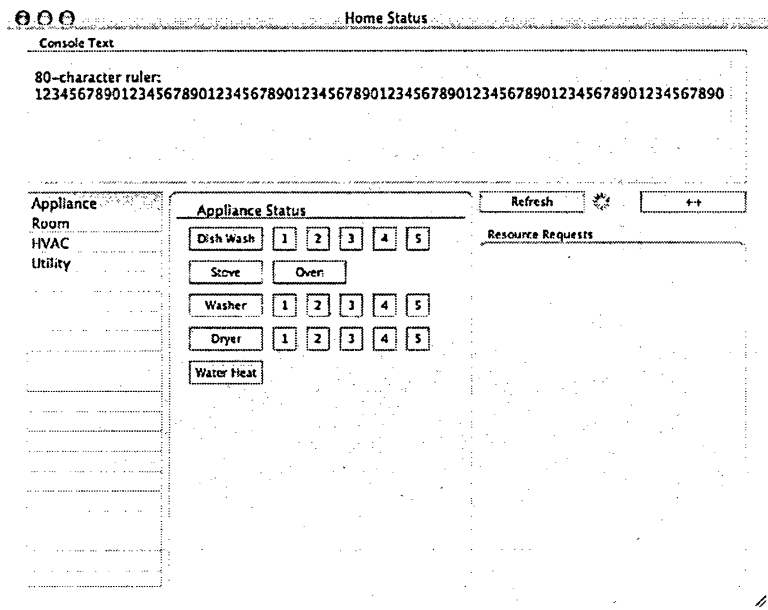 Home Status
Console Text
80-character ruler:
12345678901234567890123456789012345678901234567890123456789012345678901234567890
Appliance
Room
HVAC
Utility
Appliance Status
Dish Wash 1 2 3 4 5
Stove Oven
Washer 1 2 3 4 5
Dryer 1 2 3 4 5
Water Heat
Refresh ++
Resource Requests